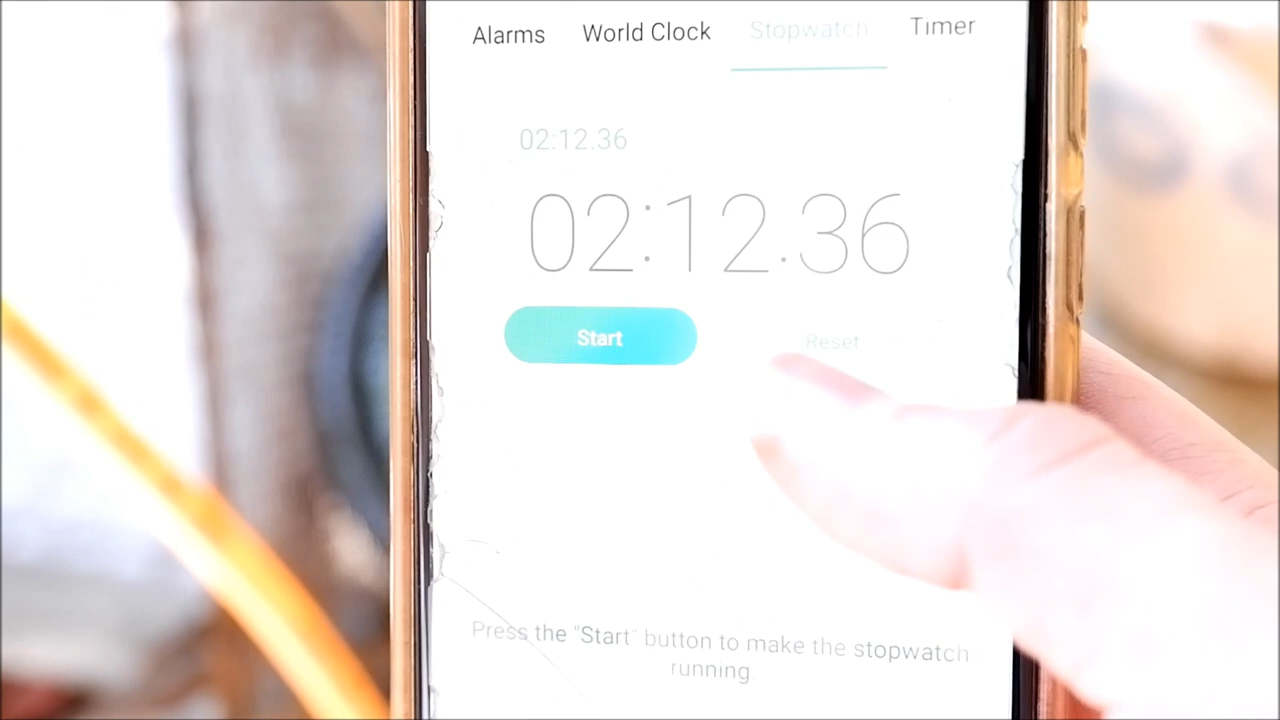 Alarms World Clock Stopwatch Timer
02:12.36
02:12.36
Start Reset
Press the "Start" button to make the stopwatch
running.